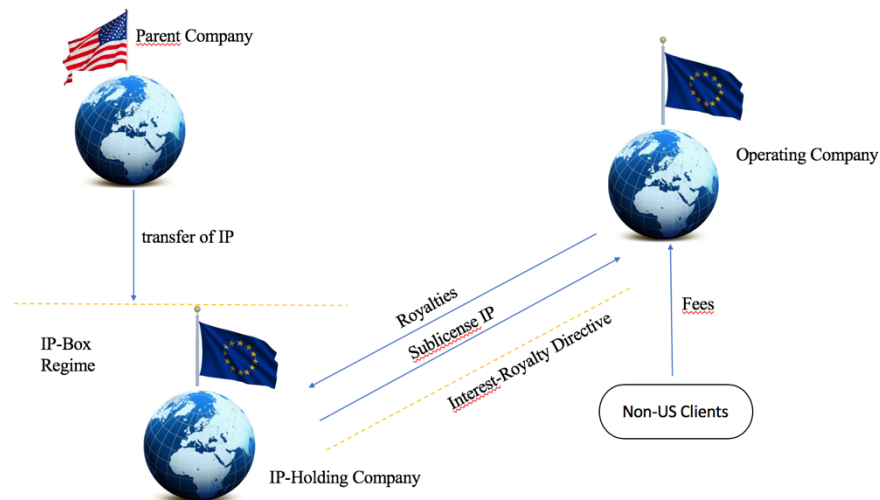 Parent Company
Operating Company
transfer of IP
Royalties
Sublicense IP
Interest-Royalty Directive
Fees
IP-Box
Regime
Non-US Clients
IP-Holding Company